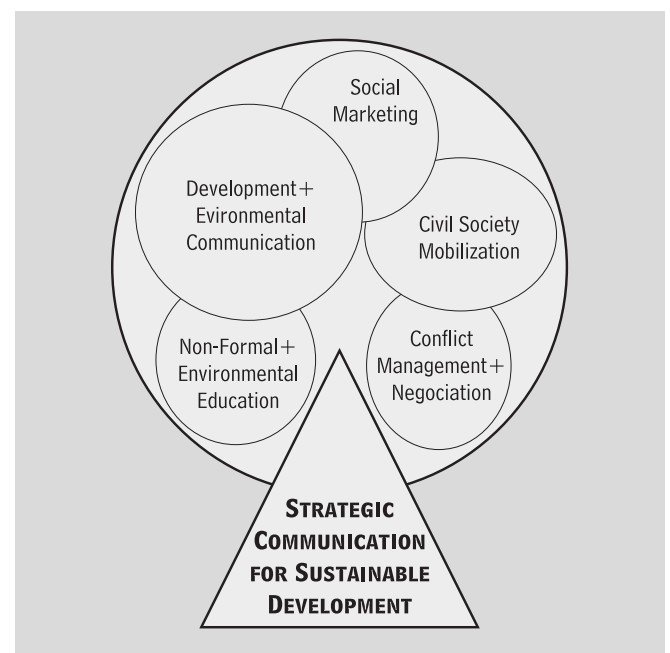 Social
Marketing
Development+
Evironmental
Communication
Civil Society
Mobilization
Non-Formal+
Environmental
Education
Conflict
Management+
Negociation
STRATEGIC
COMMUNICATION
FOR SUSTAINABLE
DEVELOPMENT